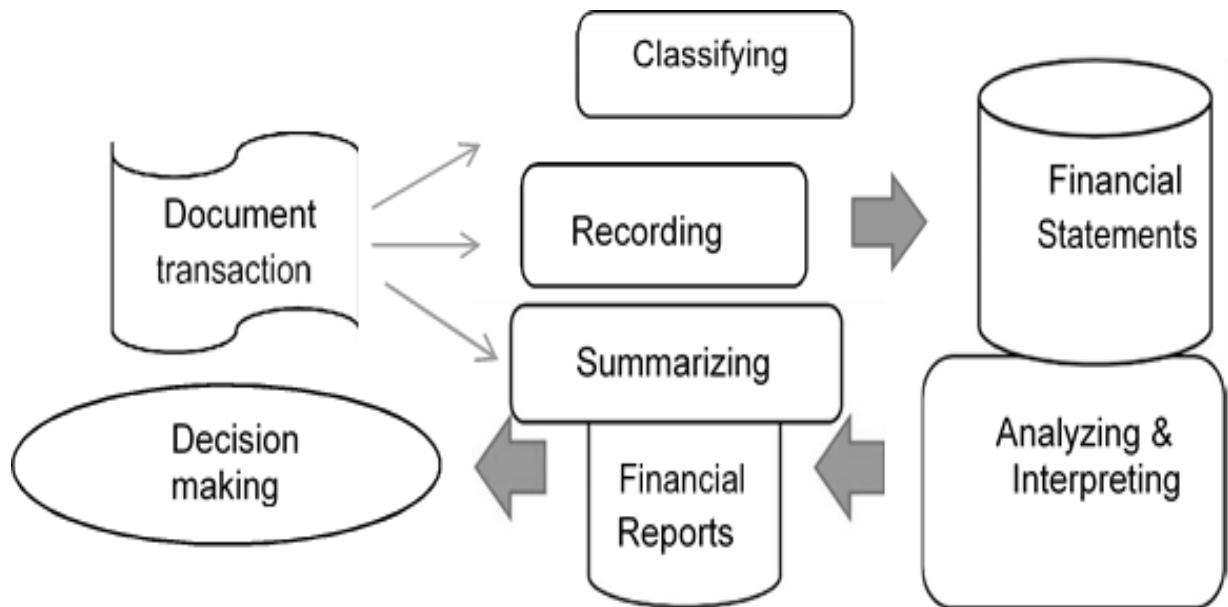 Classifying
Document
transaction
Recording
Summarizing
Financial
Statements
Analyzing &
Interpreting
Financial
Reports
Decision
making